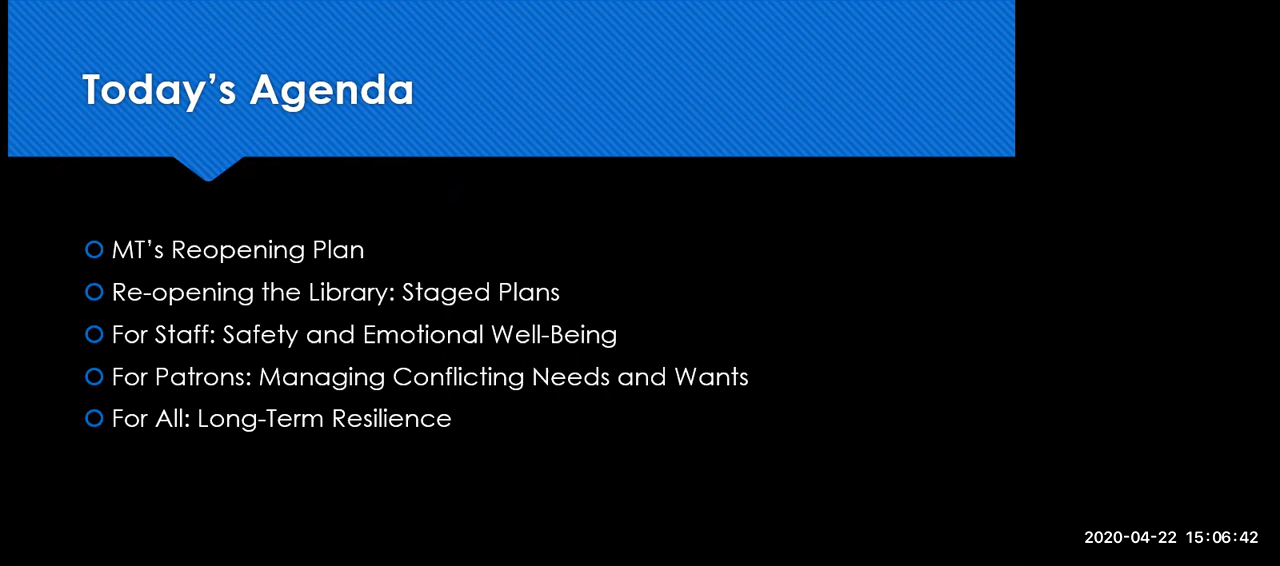 Today’s Agenda
MT’s Reopening Plan
Re-opening the Library: Staged Plans
For Staff: Safety and Emotional Well-Being
For Patrons: Managing Conflicting Needs and Wants
For All: Long-Term Resilience
2020-04-22 15:06:42